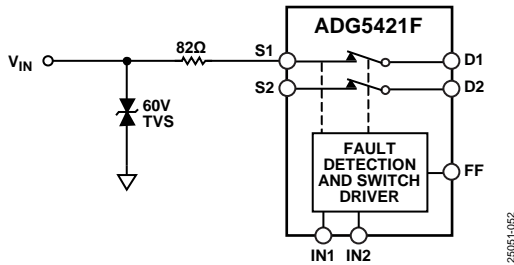 ADG5421F
82Ω
VIN
S1
D1
S2
D2
60V
TVS
FAULT
DETECTION
AND SWITCH
DRIVER
FF
IN1 IN2
25051-052